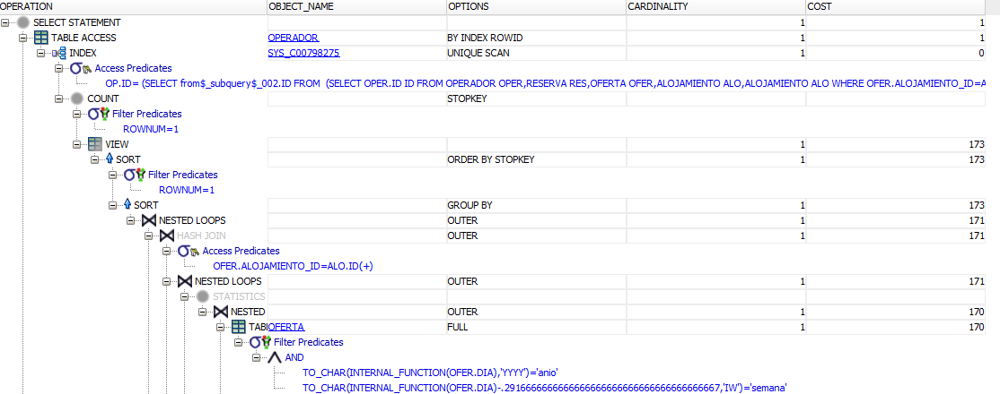 OPERATION OBJECT_NAME OPTIONS CARDINALITY COST
SELECT STATEMENT 1 1
TABLE ACCESS OPERADOR BY INDEX ROWID 1 1
INDEX SYS_C00798275 UNIQUE SCAN 1 0
Access Predicates
OP.ID= (SELECT from$_subquery$_002.ID FROM (SELECT OPER.ID ID FROM OPERADOR OPER,RESERVA RES,OFERTA OFER,ALOJAMIENTO ALO,ALOJAMIENTO ALO WHERE OFER.ALOJAMIENTO_ID=A
COUNT STOPKEY
Filter Predicates
ROWNUM=1
VIEW 1 173
SORT ORDER BY STOPKEY 1 173
Filter Predicates
ROWNUM=1
SORT GROUP BY 1 173
NESTED LOOPS OUTER 1 171
HASH JOIN OUTER 1 171
Access Predicates
OFER.ALOJAMIENTO_ID=ALO.ID(+)
NESTED LOOPS OUTER 1 171
STATISTICS
NESTED OUTER 1 170
TABI OFERTA FULL 1 170
Filter Predicates
AND
TO_CHAR(INTERNAL_FUNCTION(OFER.DIA),'YYYY')='anio'
TO_CHAR(INTERNAL_FUNCTION(OFER.DIA)-.2916666666666666666666666666666666666667,'IW')='semana'